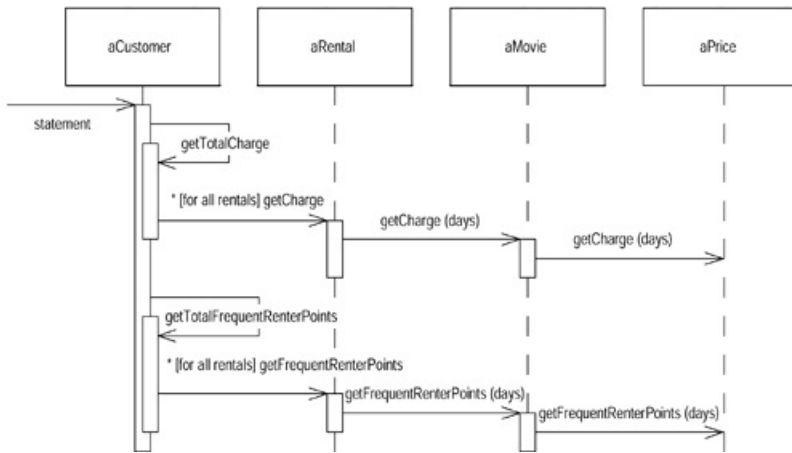 aCustomer
aRental
aMovie
aPrice
statement
getTotalCharge
* [for all rentals] getCharge
getCharge (days)
getCharge (days)
getTotalFrequentRenterPoints
* [for all rentals] getFrequentRenterPoints
getFrequentRenterPoints (days)
getFrequentRenterPoints (days)